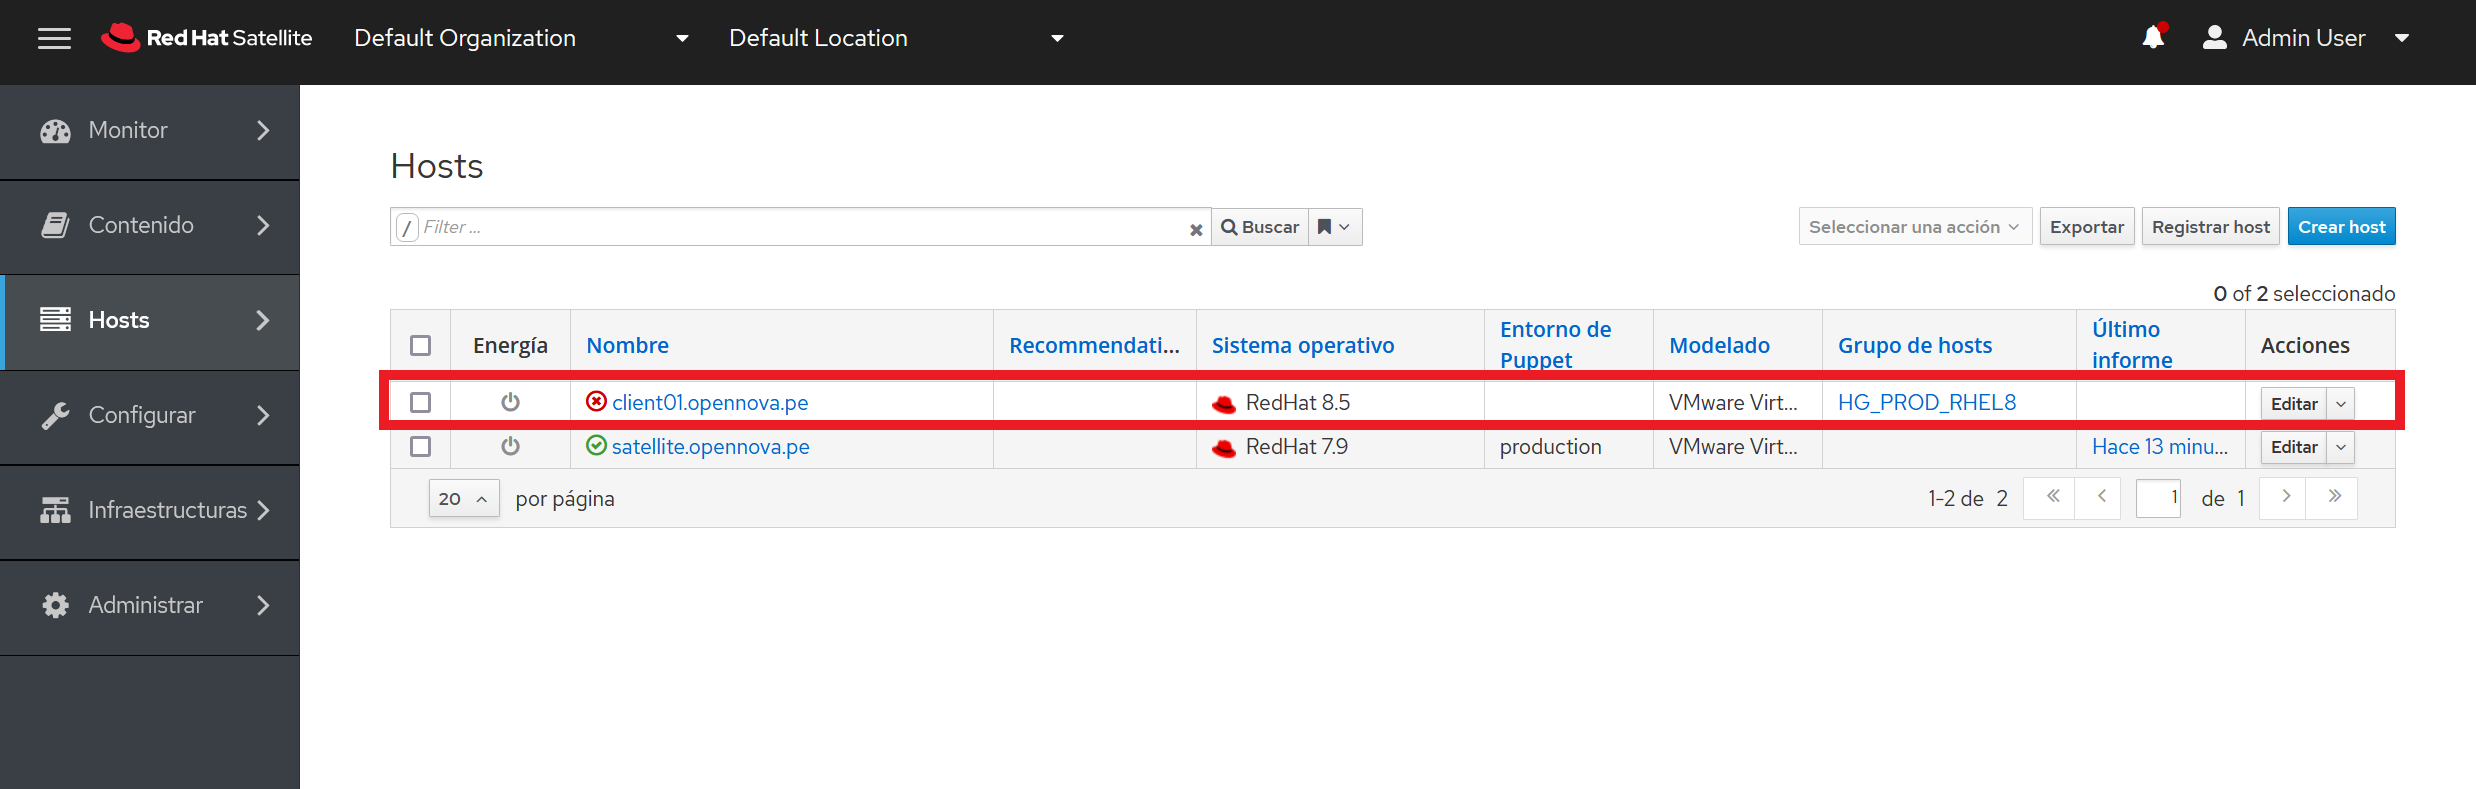 Red Hat Satellite Default Organization Default Location Admin User
Monitor
Contenido
Hosts
Configurar
Infraestructuras
Administrar
Hosts
/ Filter ... Buscar Seleccionar una acción Exportar Registrar host Crear host
0 of 2 seleccionado
Energía Nombre Recommendati... Sistema operativo Entorno de Puppet Modelado Grupo de hosts Último informe Acciones
client01.opennova.pe RedHat 8.5 VMware Virt... HG_PROD_RHEL8 Editar
satellite.opennova.pe RedHat 7.9 production VMware Virt... Hace 13 minu... Editar
20 por página 1-2 de 2 « < 1 de 1 > »